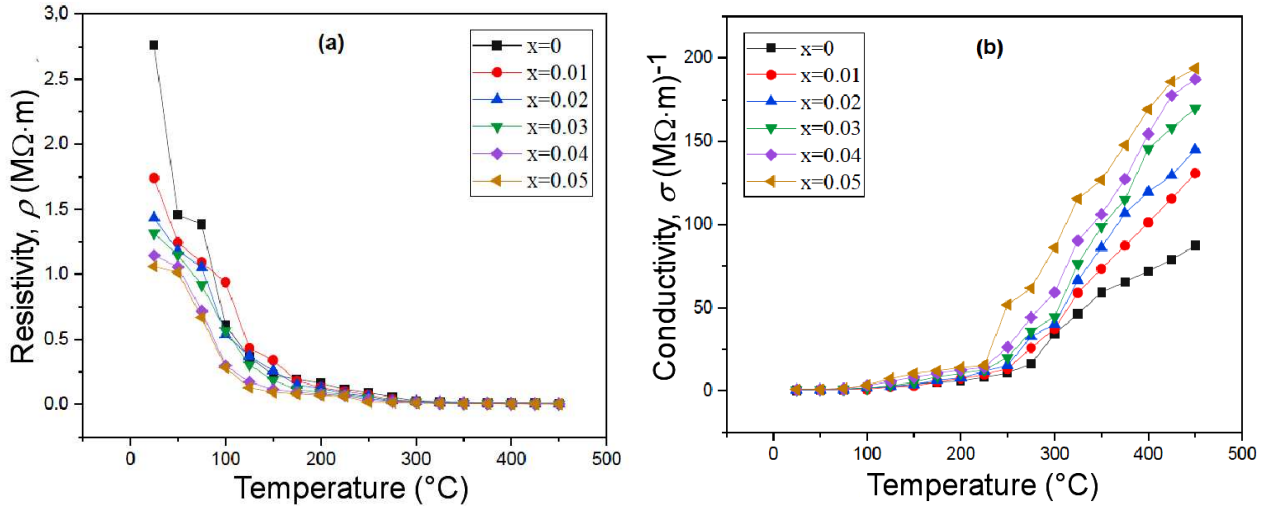 (a)
3,0
2.5
2.0
1.5
1.0
0.5
0.0
0
100
200
300
400
500
Resistivity, ρ (MΩ·m)
Temperature (°C)
x=0
x=0.01
x=0.02
x=0.03
x=0.04
x=0.05
(b)
200
150
100
50
0
0
100
200
300
400
500
Conductivity, σ (MΩ·m)-1
Temperature (°C)
x=0
x=0.01
x=0.02
x=0.03
x=0.04
x=0.05